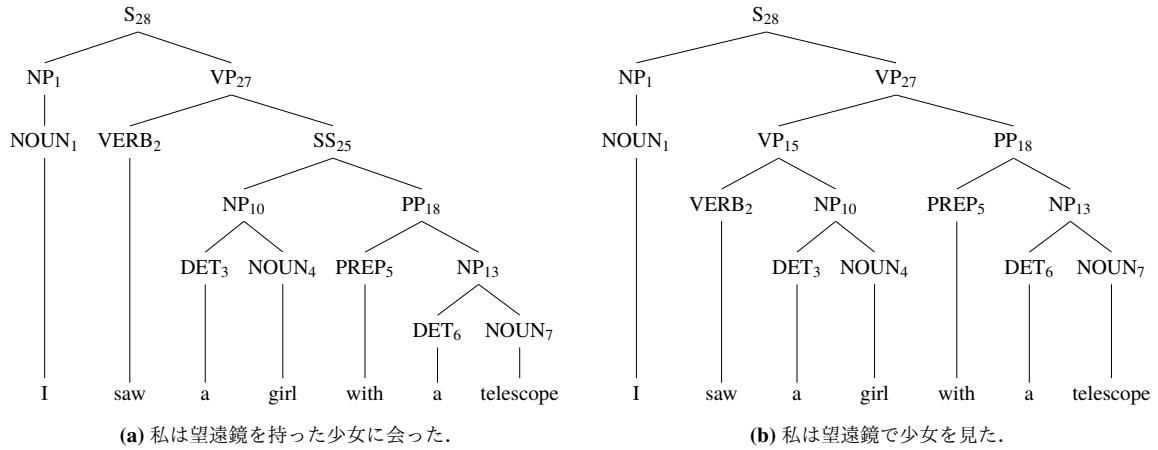 S₂₈ S₂₈
NP₁ VP₂₇ NP₁ VP₂₇
NOUN₁ VERB₂ SS₂₅ NOUN₁ VP₁₅ PP₁₈
NP₁₀ PP₁₈ VERB₂ NP₁₀ PREP₅ NP₁₃
DET₃ NOUN₄ PREP₅ NP₁₃ DET₃ NOUN₄ DET₆ NOUN₇
DET₆ NOUN₇
I saw a girl with a telescope I saw a girl with a telescope
(a) 私は望遠鏡を持った少女に会った. (b) 私は望遠鏡で少女を見た.